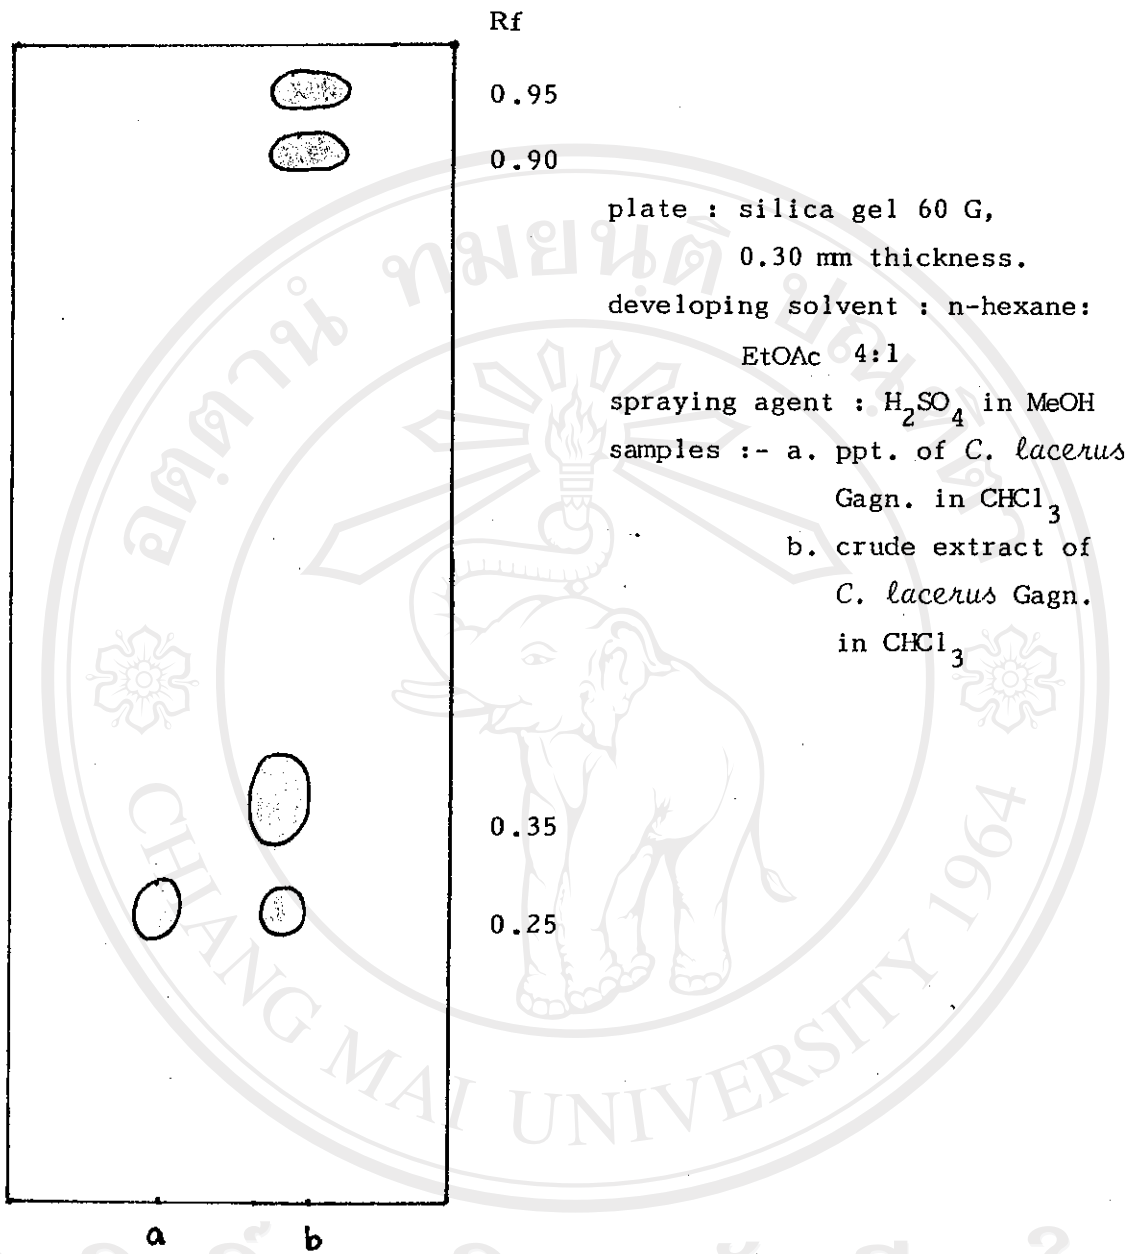 Rf
0.95
0.90
plate : silica gel 60 G,
0.30 mm thickness.
developing solvent : n-hexane:
EtOAc 4:1
spraying agent : H2SO4 in MeOH
samples :- a. ppt. of C. lacerus
Gagn. in CHCl3
b. crude extract of
C. lacerus Gagn.
in CHCl3
0.35
0.25
a b
CHIANG MAI UNIVERSITY 1964